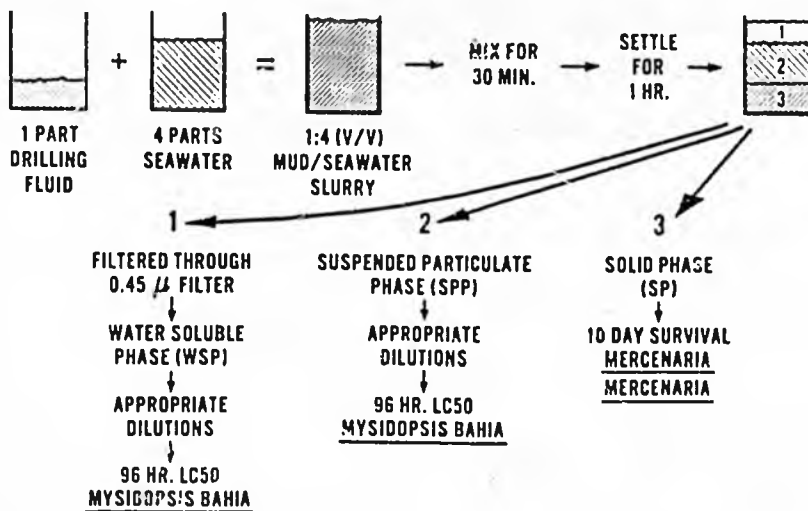 + = MIX FOR 30 MIN. SETTLE FOR 1 HR. 1
2
3
1 PART
DRILLING
FLUID
4 PARTS
SEAWATER
1:4 (V/V)
MUD/SEAWATER
SLURRY
1
FILTERED THROUGH
0.45 μ FILTER
WATER SOLUBLE
PHASE (WSP)
APPROPRIATE
DILUTIONS
96 HR. LC50
MYSIDOPSIS BAHIA
2
SUSPENDED PARTICULATE
PHASE (SPP)
APPROPRIATE
DILUTIONS
96 HR. LC50
MYSIDOPSIS BAHIA
3
SOLID PHASE
(SP)
10 DAY SURVIVAL
MERCENARIA
MERCENARIA